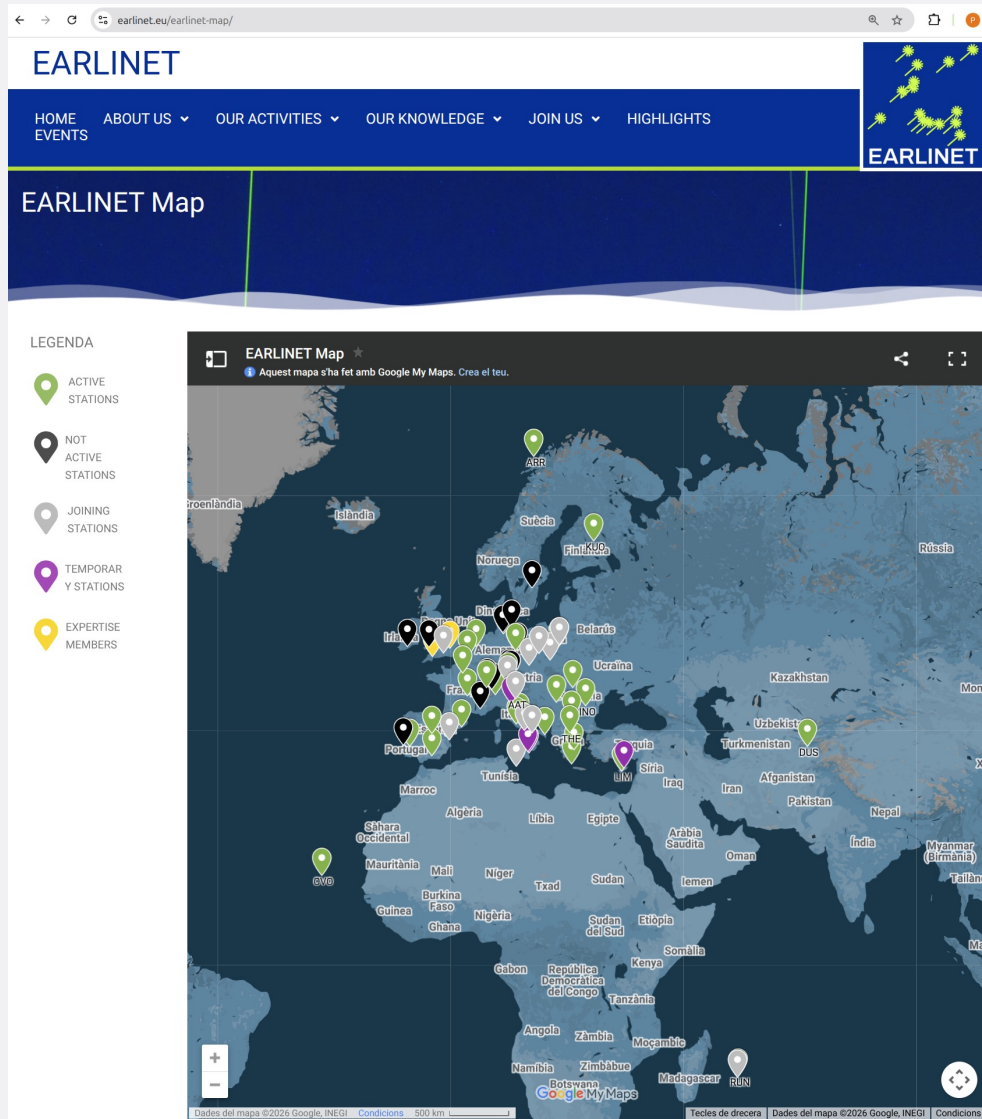 earlinet.eu/earlinet-map/
P
EARLINET
HOME ABOUT US OUR ACTIVITIES OUR KNOWLEDGE JOIN US HIGHLIGHTS
EVENTS
EARLINET
EARLINET Map
LEGENDA
ACTIVE
STATIONS
NOT
ACTIVE
STATIONS
JOINING
STATIONS
TEMPORAR
Y STATIONS
EXPERTISE
MEMBERS
EARLINET Map
Aquest mapa s'ha fet amb Google My Maps. Crea el teu.
ARR
Groenlàndia
Islàndia
Suècia
KUO
Noruega
Rússia
Belarús
Ucraïna
Kazakhstan
AAT
INO
Uzbekist
THE
Portugal
Turkmenistan
DUS
Tunísia
LIM
Síria
Iraq
Iran
Afganistan
Marroc
Pakistan
Nepal
Algèria
Líbia
Egipte
Sàhara
Occidental
Aràbia
Saudita
Índia
Myanmar
(Birmània)
Oman
Mauritània
Mali
Níger
Txad
Sudan
Iemen
Burkina
Faso
Guinea
Nigèria
Ghana
Sudan
del Sud
Etiòpia
Somàlia
Gabon
República
Democràtica
del Congo
Kenya
Tanzània
Angola
Zàmbia
Moçambic
Namíbia
Zimbàbue
Botswana
Madagascar
RUN
Google My Maps
Dades del mapa ©2026 Google, INEGI Condicions 500 km
Tecles de drecera Dades del mapa ©2026 Google, INEGI Condicions